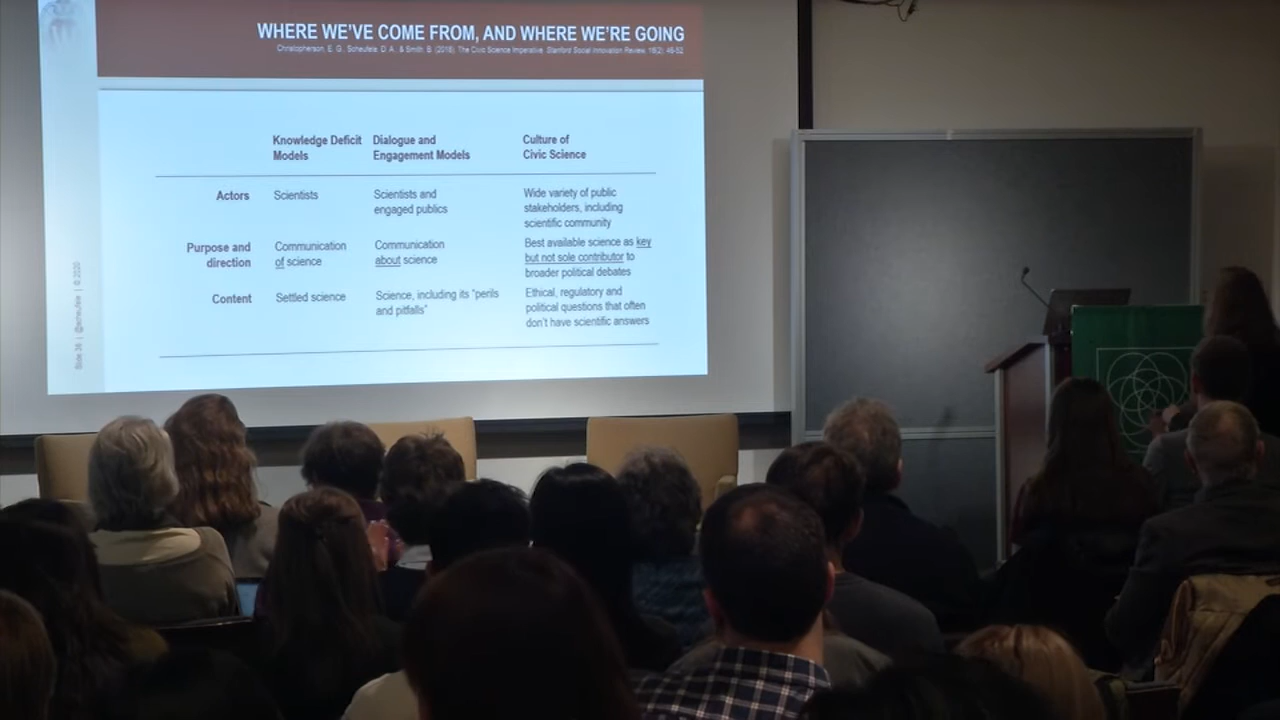 WHERE WE'VE COME FROM, AND WHERE WE'RE GOING
Christopherson, E. G., Scheufele, D. A., & Smith, B. (2018). The Civic Science Imperative. Stanford Social Innovation Review, 16(2), 46-52
Knowledge Deficit
Models
Dialogue and
Engagement Models
Culture of
Civic Science
Actors
Scientists
Scientists and
engaged publics
Wide variety of public
stakeholders, including
scientific community
Purpose and
direction
Communication
of science
Communication
about science
Best available science as key
but not sole contributor to
broader political debates
Content
Settled science
Science, including its "perils
and pitfalls"
Ethical, regulatory and
political questions that often
don't have scientific answers
Slide 36 | @scheufele | © 2020